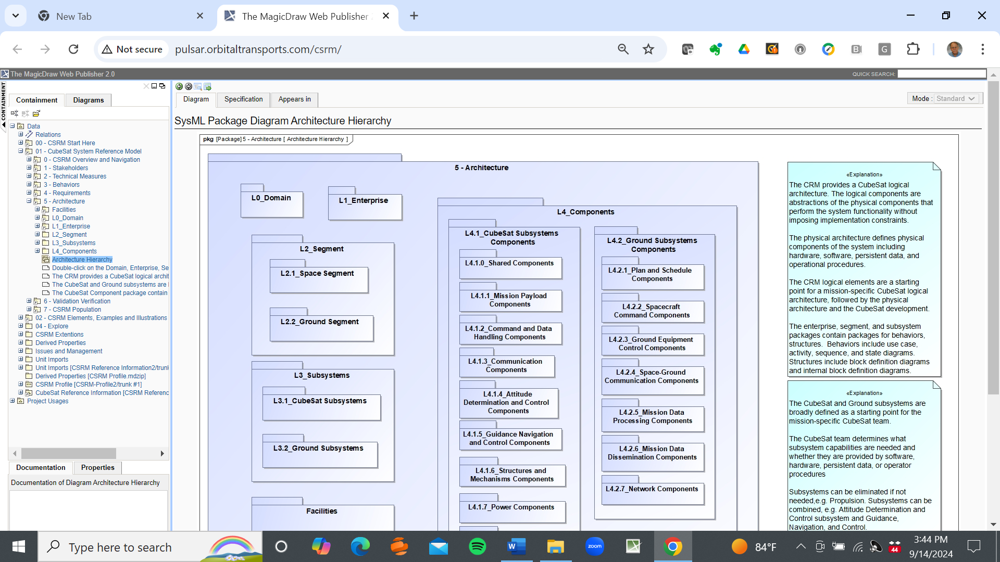 New Tab
The MagicDraw Web Publisher
Not secure
pulsar.orbitaltransports.com/csrm/
The MagicDraw Web Publisher 2.0
QUICK SEARCH:
CONTAINMENT
Containment
Diagrams
Data
Relations
00 - CSRM Start Here
01 - CubeSat System Reference Model
0 - CSRM Overview and Navigation
1 - Stakeholders
2 - Technical Measures
3 - Behaviors
4 - Requirements
5 - Architecture
Facilities
L0_Domain
L1_Enterprise
L2_Segment
L3_Subsystems
L4_Components
Architecture Hierarchy
Double-click on the Domain, Enterprise, Se
The CRM provides a CubeSat logical archit
The CubeSat and Ground subsystems are
The CubeSat Component package contain
6 - Validation Verification
7 - CSRM Population
02 - CSRM Elements, Examples and Illustrations
04 - Explore
CSRM Extentions
Derived Properties
Issues and Management
Unit Imports
Unit Imports [CSRM Reference Information2/trunk
Derived Properties [CSRM Profile.mdzip]
CSRM Profile [CSRM-Profile2/trunk #1]
CubeSat Reference Information [CSRM Referenc
Project Usages
Documentation
Properties
Documentation of Diagram Architecture Hierarchy
Diagram
Specification
Appears in
Mode : Standard
SysML Package Diagram Architecture Hierarchy
pkg [Package] 5 - Architecture [ Architecture Hierarchy ]
5 - Architecture
L0_Domain
L1_Enterprise
L2_Segment
L2.1_Space Segment
L2.2_Ground Segment
L3_Subsystems
L3.1_CubeSat Subsystems
L3.2_Ground Subsystems
Facilities
L4_Components
L4.1_CubeSat Subsystems
Components
L4.1.0_Shared Components
L4.1.1_Mission Payload
Components
L4.1.2_Command and Data
Handling Components
L4.1.3_Communication
Components
L4.1.4_Attitude
Determination and Control
Components
L4.1.5_Guidance Navigation
and Control Components
L4.1.6_Structures and
Mechanisms Components
L4.1.7_Power Components
L4.2_Ground Subsystems
Components
L4.2.1_Plan and Schedule
Components
L4.2.2_Spacecraft
Command Components
L4.2.3_Ground Equipment
Control Components
L4.2.4_Space-Ground
Communication Components
L4.2.5_Mission Data
Processing Components
L4.2.6_Mission Data
Dissemination Components
L4.2.7_Network Components
«Explanation»
The CRM provides a CubeSat logical
architecture. The logical components are
abstractions of the physical components that
perform the system functionality without
imposing implementation constraints.
The physical architecture defines physical
components of the system including
hardware, software, persistent data, and
operational procedures.
The CRM logical elements are a starting
point for a mission-specific CubeSat logical
architecture, followed by the physical
architecture and the CubeSat development.
The enterprise, segment, and subsystem
packages contain packages for behaviors,
structures. Behaviors include use case,
activity, sequence, and state diagrams.
Structures include block definition diagrams
and internal block definition diagrams.
«Explanation»
The CubeSat and Ground subsystems are
broadly defined as a starting point for the
mission-specific CubeSat team.
The CubeSat team determines what
subsystem capabilities are needed and
whether they are provided by software,
hardware, persistent data, or operator
procedures
Subsystems can be eliminated if not
needed,e.g. Propulsion. Subsystems can be
combined, e.g. Attitude Determination and
Control subsystem and Guidance,
Navigation, and Control.
Type here to search
zoom
84°F
44
3:44 PM
9/14/2024